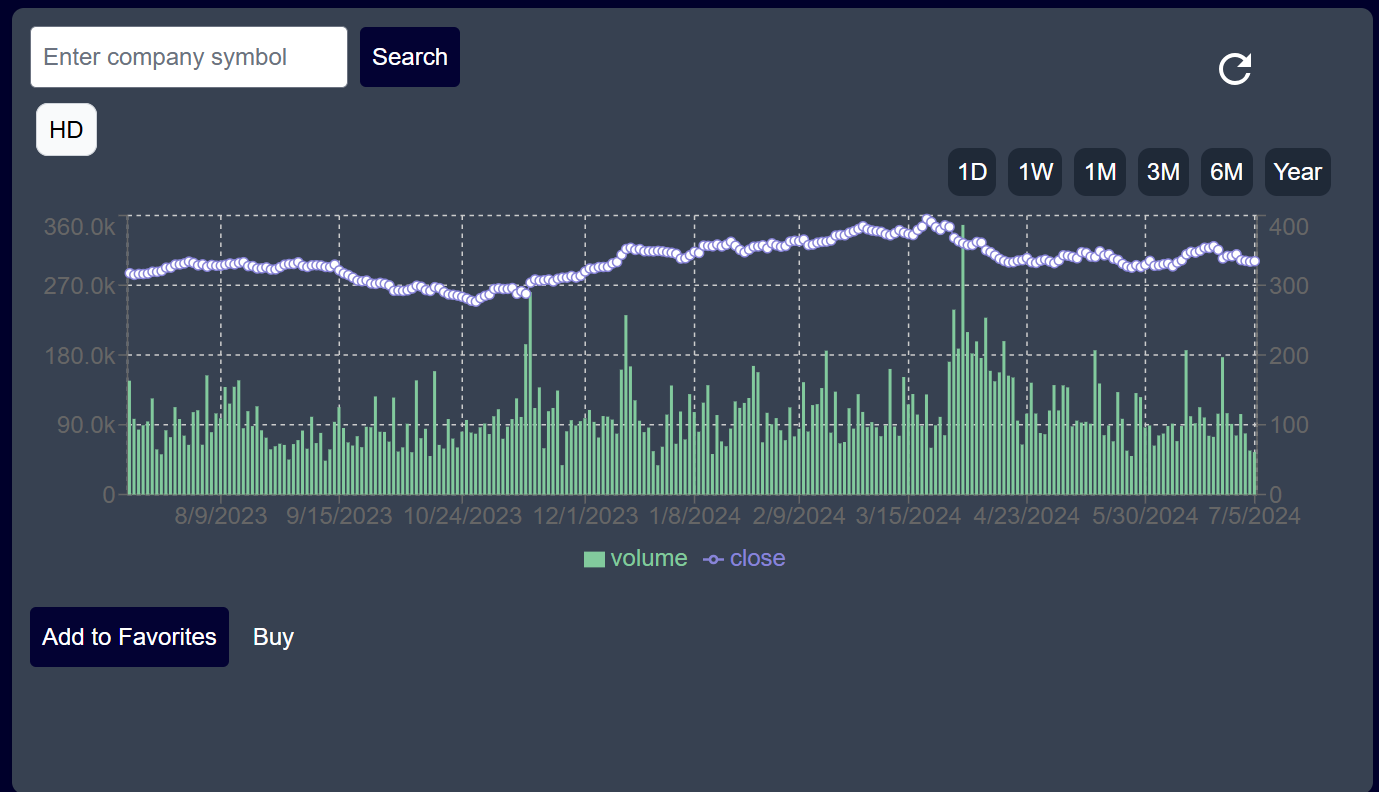 Enter company symbol Search
HD
1D 1W 1M 3M 6M Year
360.0k 400
270.0k 300
180.0k 200
90.0k 100
0 0
8/9/2023 9/15/2023 10/24/2023 12/1/2023 1/8/2024 2/9/2024 3/15/2024 4/23/2024 5/30/2024 7/5/2024
volume close
Add to Favorites Buy